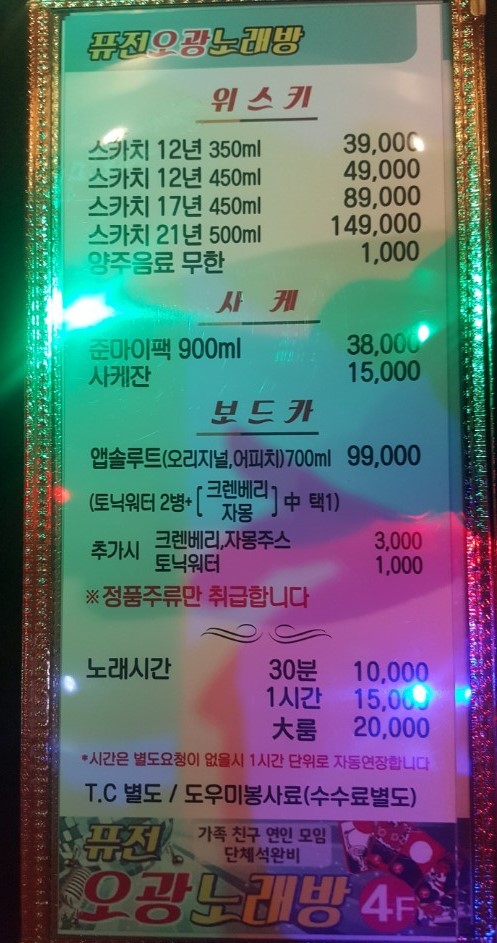 퓨전오광노래방
위스키
스카치 12년 350ml 39,000
스카치 12년 450ml 49,000
스카치 17년 450ml 89,000
스카치 21년 500ml 149,000
양주음료 무한 1,000
사케
준마이팩 900ml 38,000
사케잔 15,000
보드카
앱솔루트(오리지널,어피치)700ml 99,000
(토닉워터 2병+[크렌베리
자몽]中 택1)
추가시 크렌베리,자몽주스 3,000
토닉워터 1,000
※정품주류만 취급합니다
노래시간 30분 10,000
1시간 15,000
大룸 20,000
*시간은 별도요청이 없을시 1시간 단위로 자동연장합니다
T.C 별도 / 도우미봉사료(수수료별도)
퓨전 가족 친구 연인 모임
단체석완비
오광노래방 4F